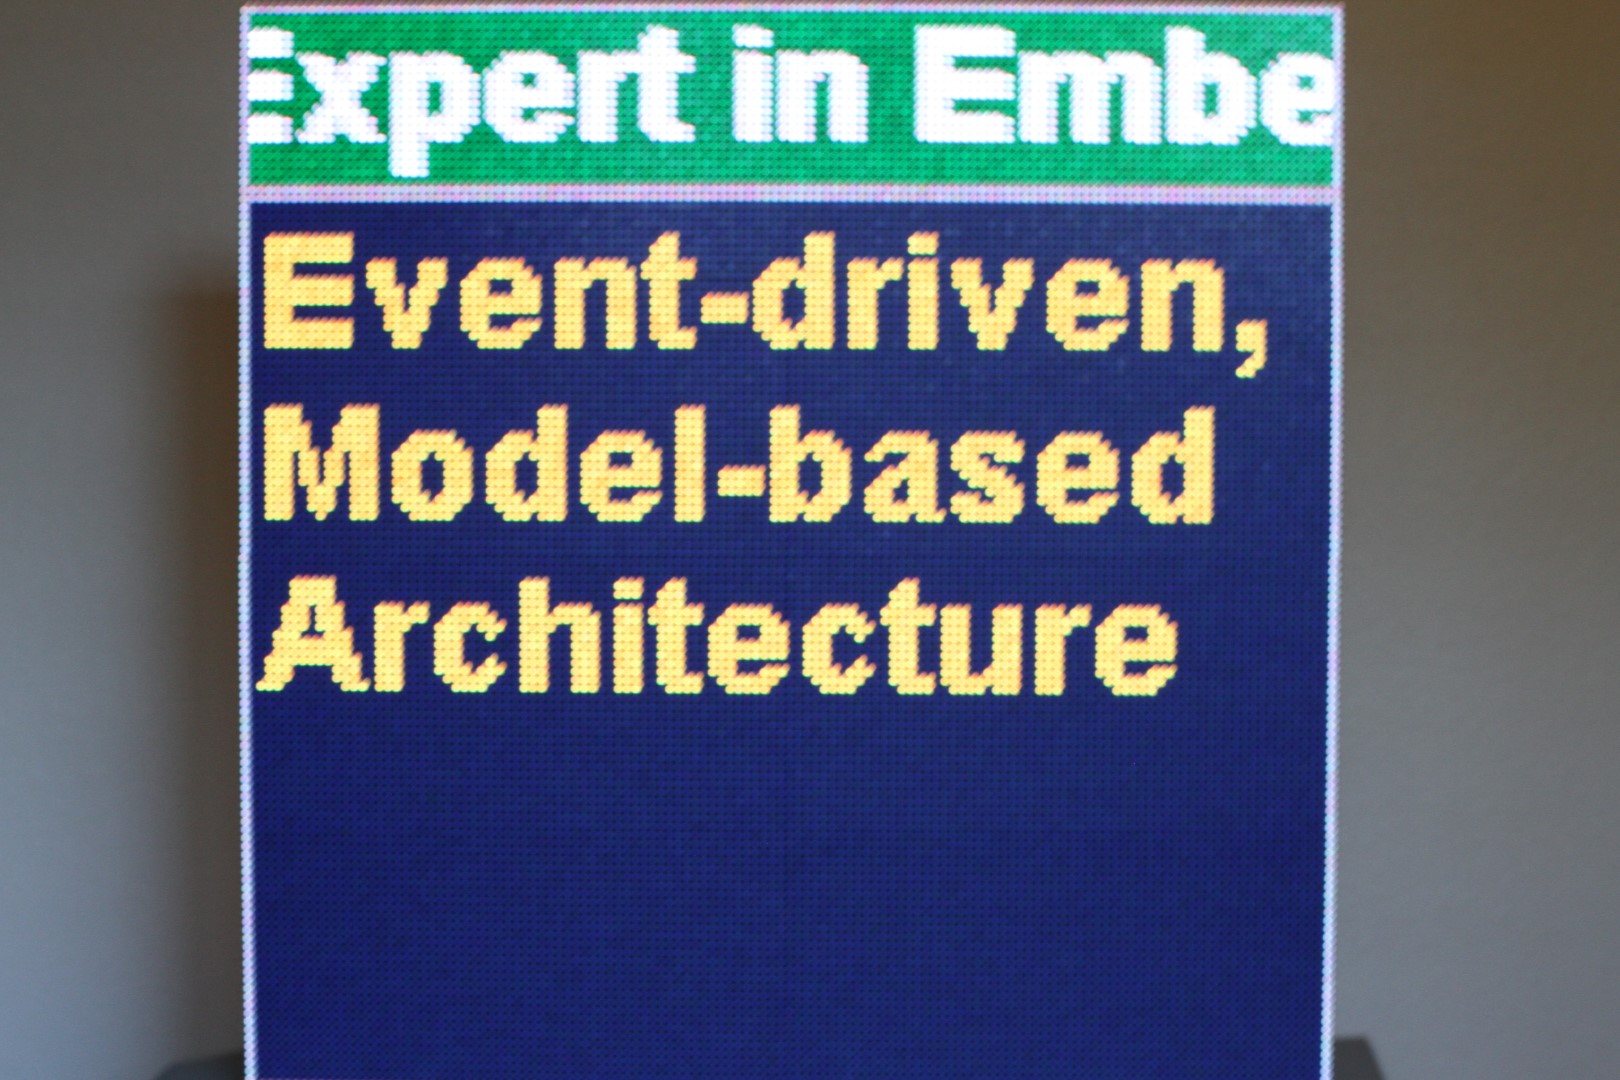 Expert in Embe
Event-driven,
Model-based
Architecture